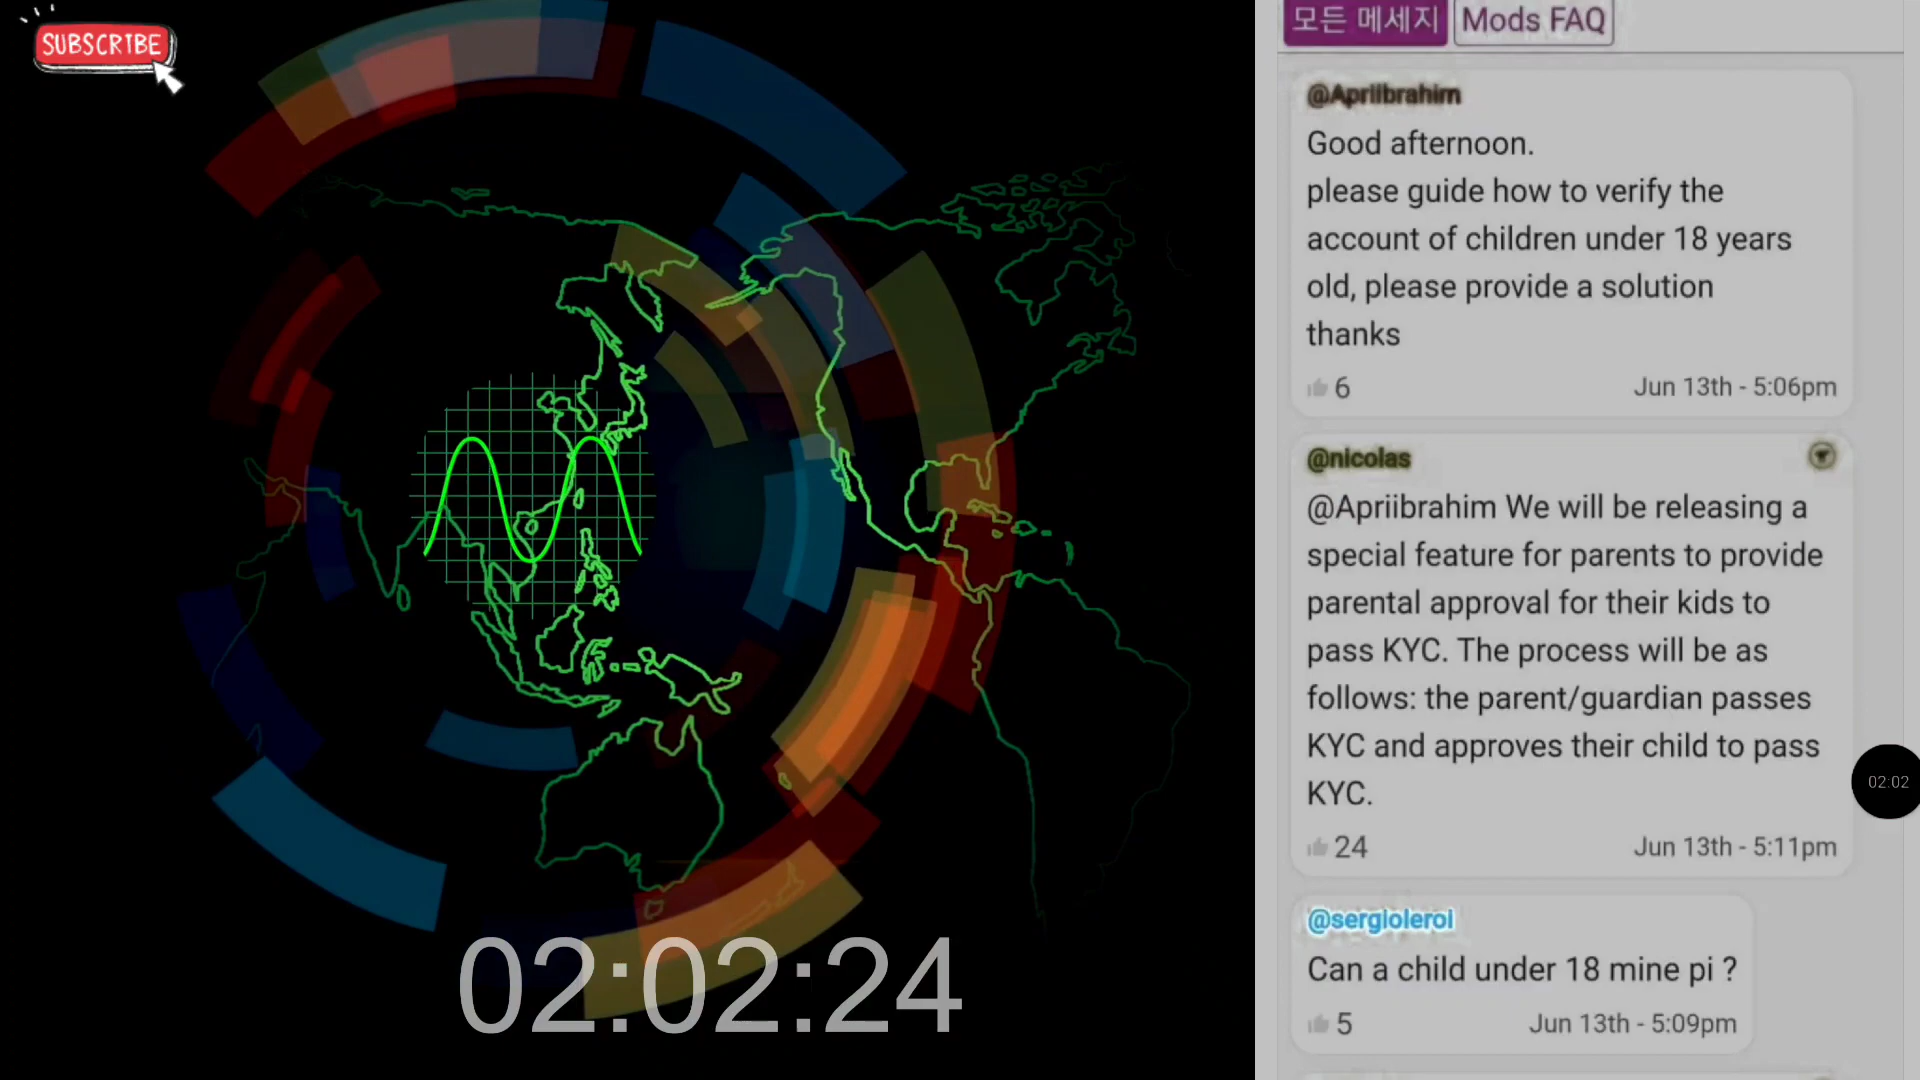 SUBSCRIBE
02:02:24
모든 메세지
Mods FAQ
@Apriibrahim
Good afternoon.
please guide how to verify the
account of children under 18 years
old, please provide a solution
thanks
6
Jun 13th - 5:06pm
@nicolas
@Apriibrahim We will be releasing a
special feature for parents to provide
parental approval for their kids to
pass KYC. The process will be as
follows: the parent/guardian passes
KYC and approves their child to pass
KYC.
24
Jun 13th - 5:11pm
02:02
@sergioleroi
Can a child under 18 mine pi ?
5
Jun 13th - 5:09pm